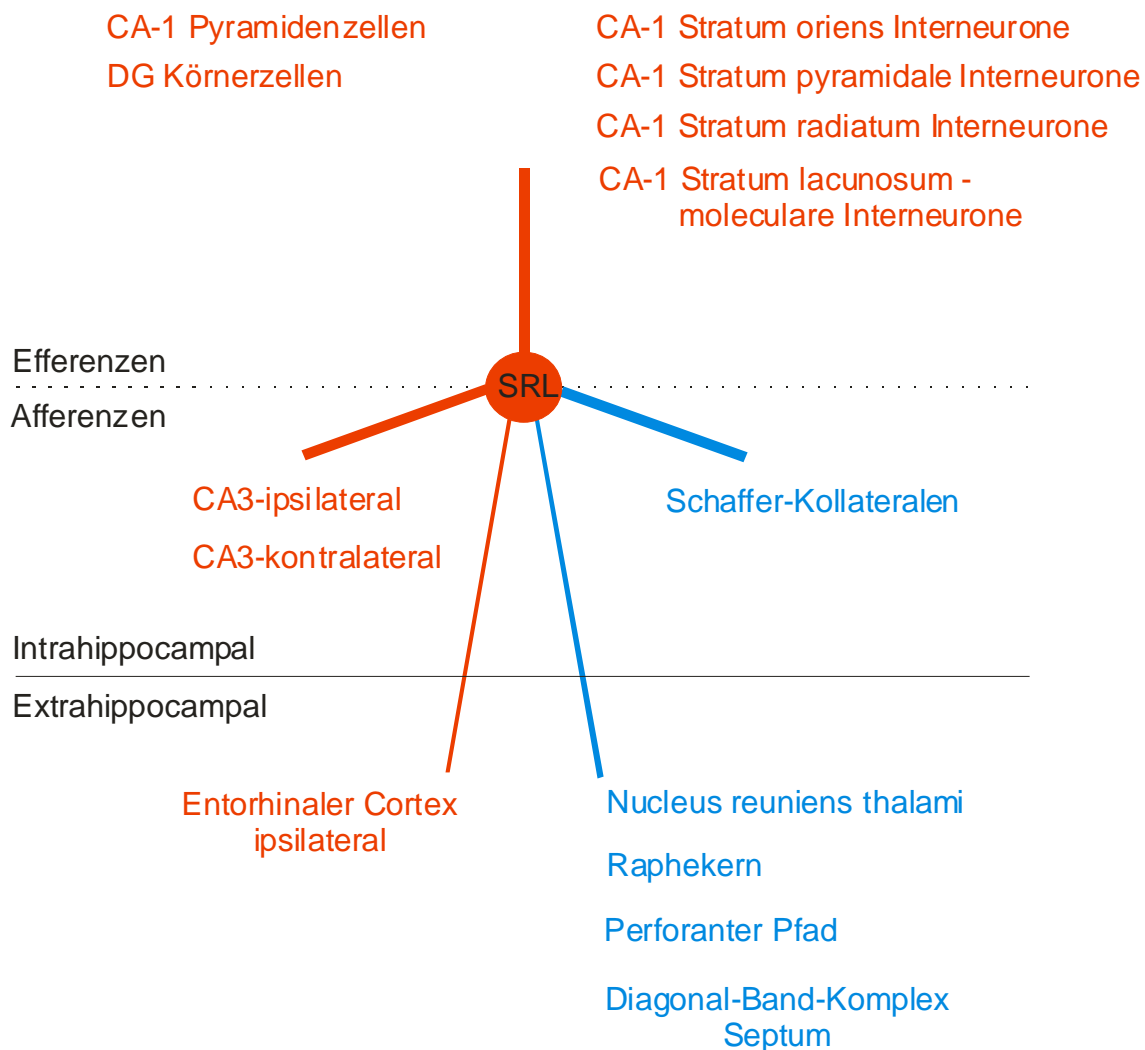 CA-1 Pyramidenzellen
DG Körnerzellen
CA-1 Stratum oriens Interneurone
CA-1 Stratum pyramidale Interneurone
CA-1 Stratum radiatum Interneurone
CA-1 Stratum lacunosum -
moleculare Interneurone
Efferenzen
SRL
Afferenzen
CA3-ipsilateral
CA3-kontralateral
Schaffer-Kollateralen
Intrahippocampal
Extrahippocampal
Entorhinaler Cortex
ipsilateral
Nucleus reuniens thalami
Raphekern
Perforanter Pfad
Diagonal-Band-Komplex
Septum